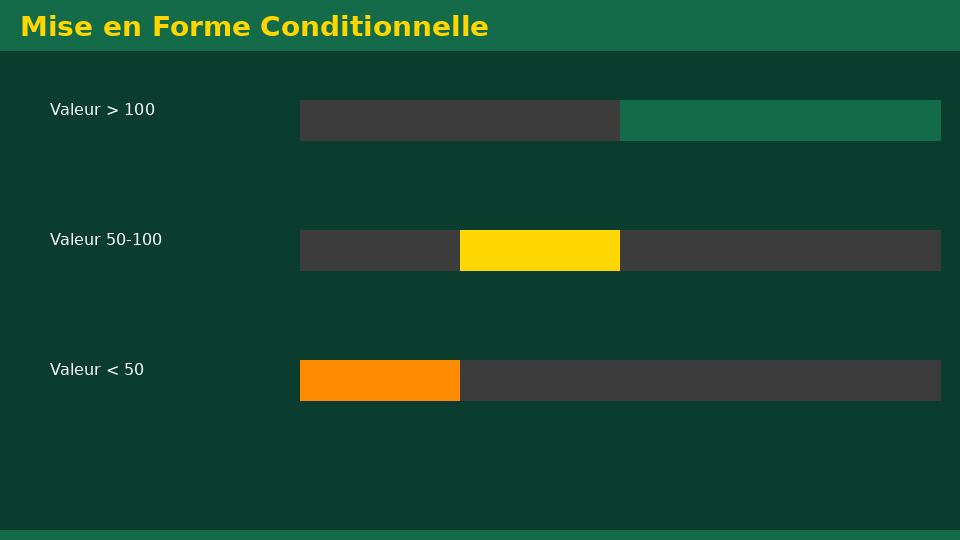 Mise en Forme Conditionnelle
Valeur > 100
Valeur 50-100
Valeur < 50